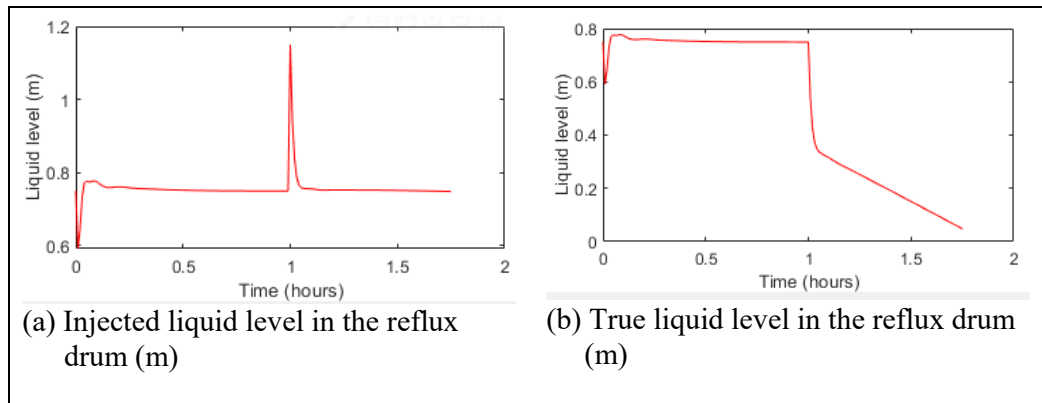 1.2
1
0.8
0.6
Liquid level (m)
0
0.5
1
1.5
2
Time (hours)
(a) Injected liquid level in the reflux
drum (m)
0.8
0.6
0.4
0.2
0
Liquid level (m)
0
0.5
1
1.5
2
Time (hours)
(b) True liquid level in the reflux drum
(m)